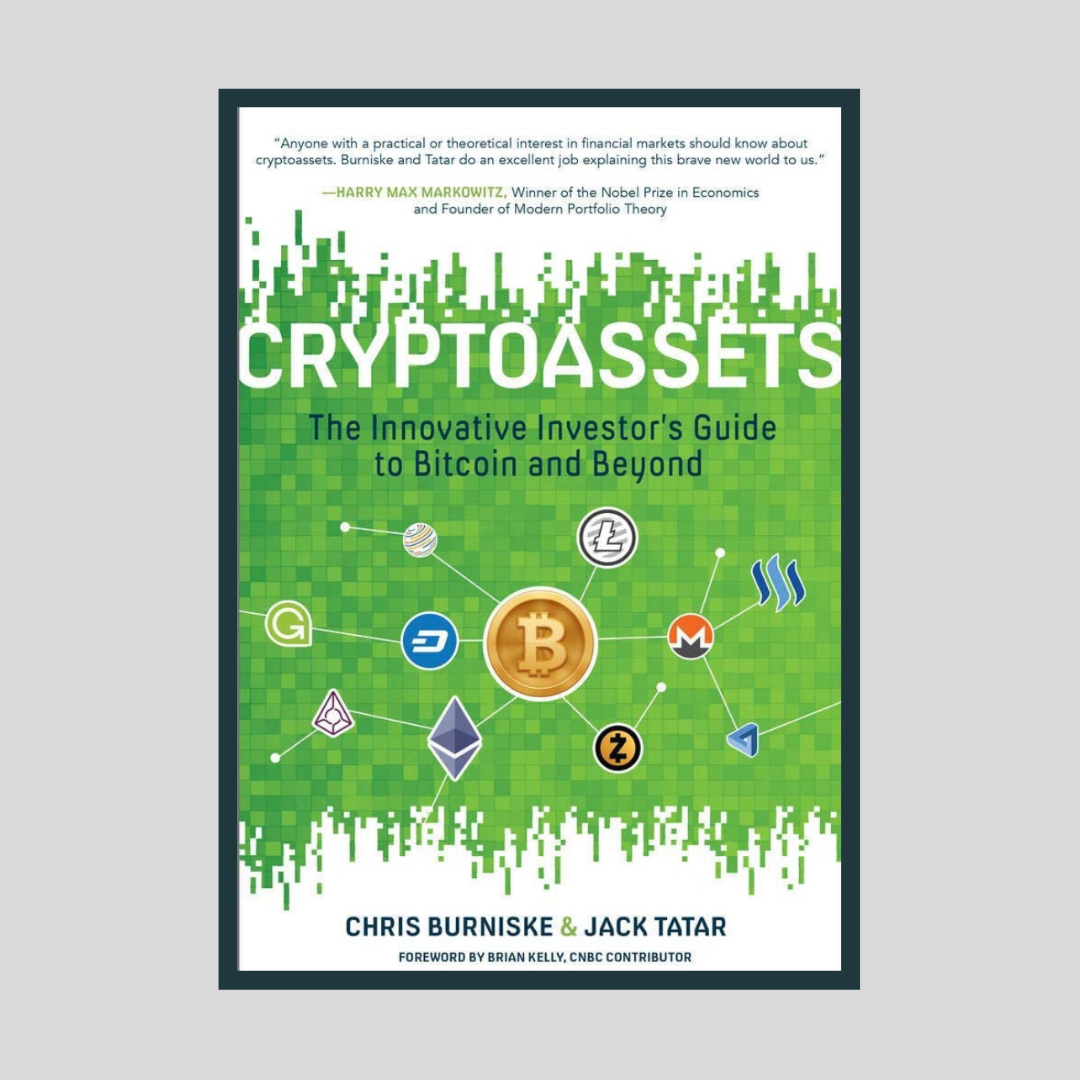 “Anyone with a practical or theoretical interest in financial markets should know about
cryptoassets. Burniske and Tatar do an excellent job explaining this brave new world to us.”
—HARRY MAX MARKOWITZ, Winner of the Nobel Prize in Economics
and Founder of Modern Portfolio Theory
CRYPTOASSETS
The Innovative Investor's Guide
to Bitcoin and Beyond
CHRIS BURNISKE & JACK TATAR
FOREWORD BY BRIAN KELLY, CNBC CONTRIBUTOR